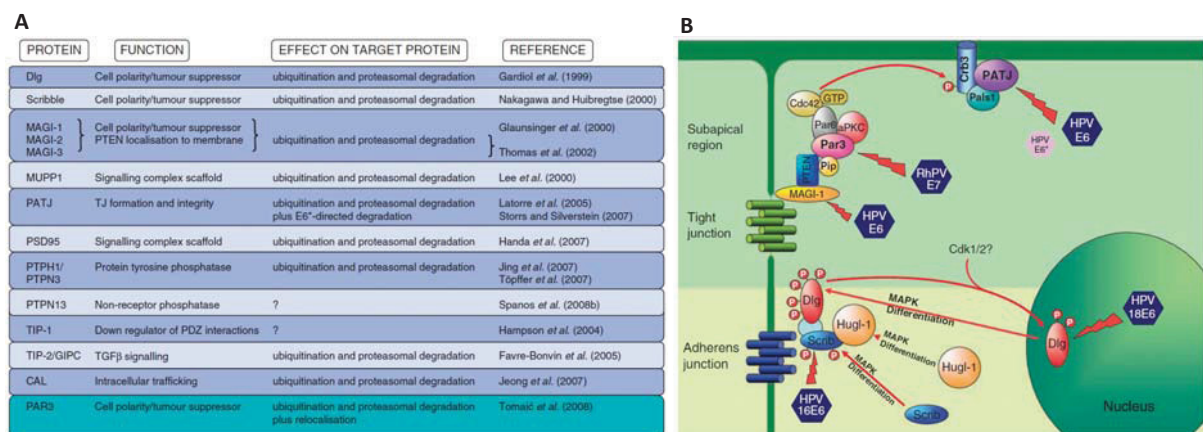 A
PROTEIN FUNCTION EFFECT ON TARGET PROTEIN REFERENCE
Dlg Cell polarity/tumour suppressor ubiquitination and proteasomal degradation Gardiol et al. (1999)
Scribble Cell polarity/tumour suppressor ubiquitination and proteasomal degradation Nakagawa and Huibregtse (2000)
MAGI-1 Cell polarity/tumour suppressor Glaunsinger et al. (2000)
MAGI-2 PTEN localisation to membrane ubiquitination and proteasomal degradation
MAGI-3 Thomas et al. (2002)
MUPP1 Signalling complex scaffold ubiquitination and proteasomal degradation Lee et al. (2000)
PATJ TJ formation and integrity ubiquitination and proteasomal degradation Latorre et al. (2005)
plus E6*-directed degradation Storrs and Silverstein (2007)
PSD95 Signalling complex scaffold ubiquitination and proteasomal degradation Handa et al. (2007)
PTPH1/ Protein tyrosine phosphatase ubiquitination and proteasomal degradation Jing et al. (2007)
PTPN3 Töpffer et al. (2007)
PTPN13 Non-receptor phosphatase ? Spanos et al. (2008b)
TIP-1 Down regulator of PDZ interactions ? Hampson et al. (2004)
TIP-2/GIPC TGFβ signalling ubiquitination and proteasomal degradation Favre-Bonvin et al. (2005)
CAL Intracellular trafficking ubiquitination and proteasomal degradation Jeong et al. (2007)
PAR3 Cell polarity/tumour suppressor ubiquitination and proteasomal degradation Tomaić et al. (2008)
plus relocalisation
B
Crb3
PATJ
Pals1
P
Cdc42
GTP
Par6
aPKC
Par3
PTEN
Pip
MAGI-1
HPV
E6
HPV
E6*
RhPV
E7
HPV
E6
Subapical
region
Tight
junction
Cdk1/2?
P
P
P
P
Dlg
MAPK
Differentiation
Hugl-1
Scrib
P
P
MAPK
Differentiation
Hugl-1
MAPK
Differentiation
Scrib
Adherens
junction
HPV
16E6
P
P
Dlg
HPV
18E6
Nucleus